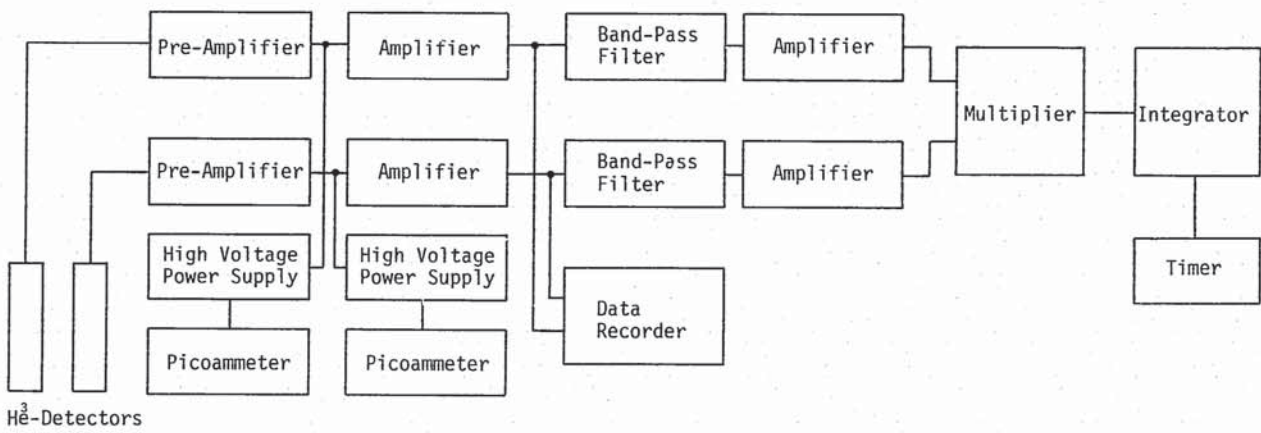 Pre-Amplifier
Amplifier
Band-Pass
Filter
Amplifier
Multiplier
Integrator
Pre-Amplifier
Amplifier
Band-Pass
Filter
Amplifier
High Voltage
Power Supply
High Voltage
Power Supply
Data
Recorder
Timer
Picoammeter
Picoammeter
He³-Detectors